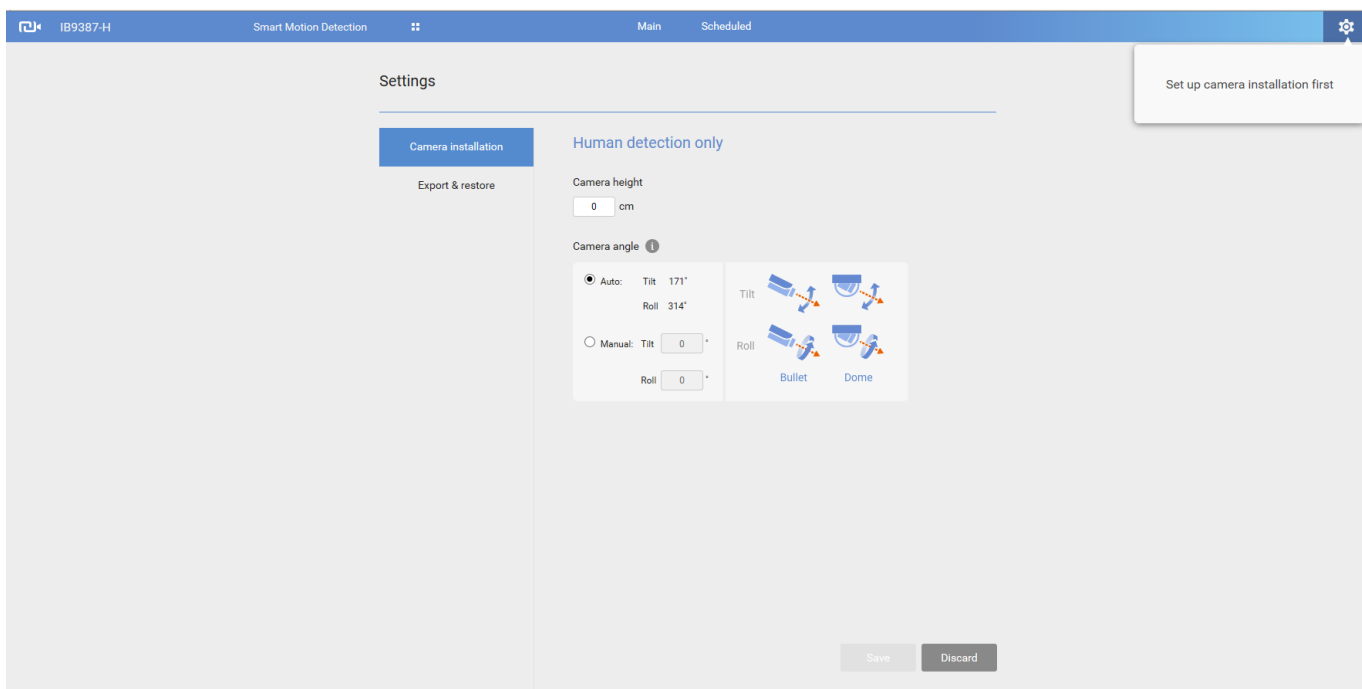 IB9387-H Smart Motion Detection Main Scheduled
Set up camera installation first
Settings
Camera installation
Export & restore
Human detection only
Camera height
0 cm
Camera angle i
Auto: Tilt 171°
Roll 314°
Manual: Tilt 0 °
Roll 0 °
Tilt
Roll
Bullet Dome
Save Discard